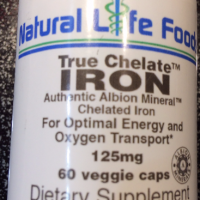 Natural Life Food
True Chelate™
IRON
Authentic Albion Mineral™
Chelated Iron
For Optimal Energy and
Oxygen Transport*
125mg
60 veggie caps
Dietary Supplement